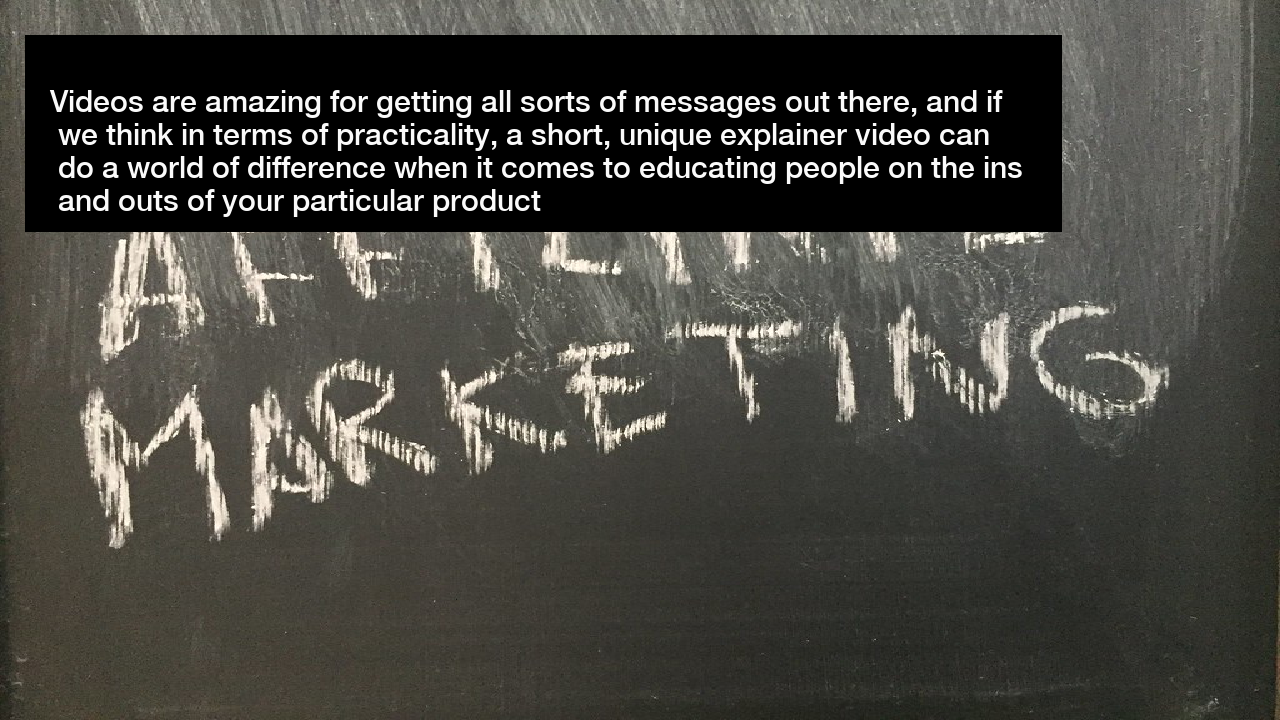 Videos are amazing for getting all sorts of messages out there, and if
we think in terms of practicality, a short, unique explainer video can
do a world of difference when it comes to educating people on the ins
and outs of your particular product
MARKETING